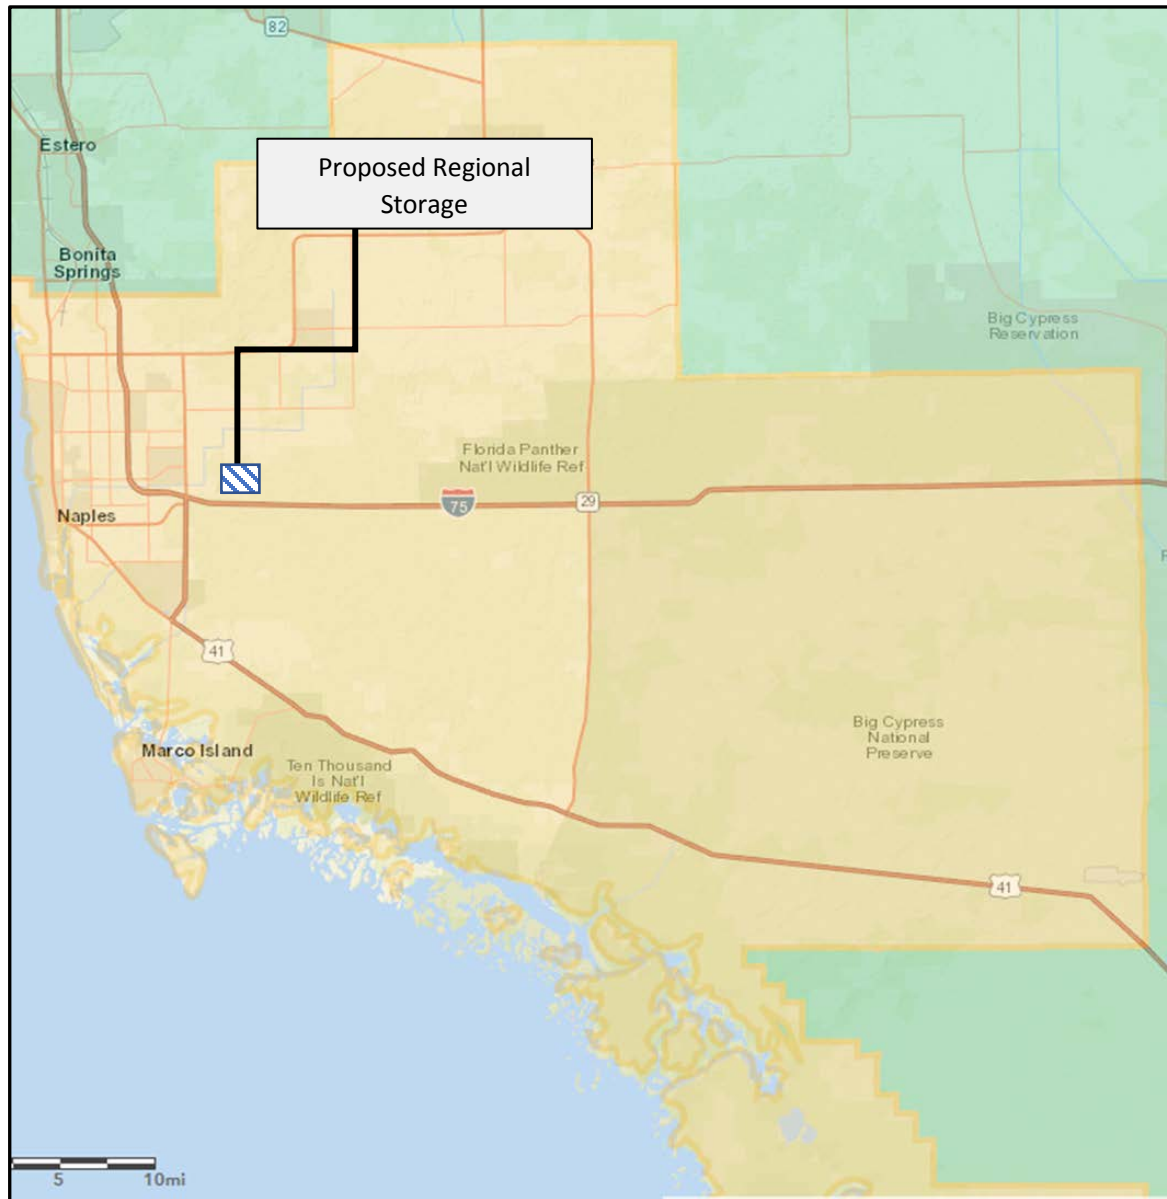 82
Estero
Proposed Regional
Storage
Bonita
Springs
Big Cypress
Reservation
Florida Panther
Nat'l Wildlife Ref
75
29
Naples
41
Marco Island
Ten Thousand
Is Nat'l
Wildlife Ref
Big Cypress
National
Preserve
41
5
10mi